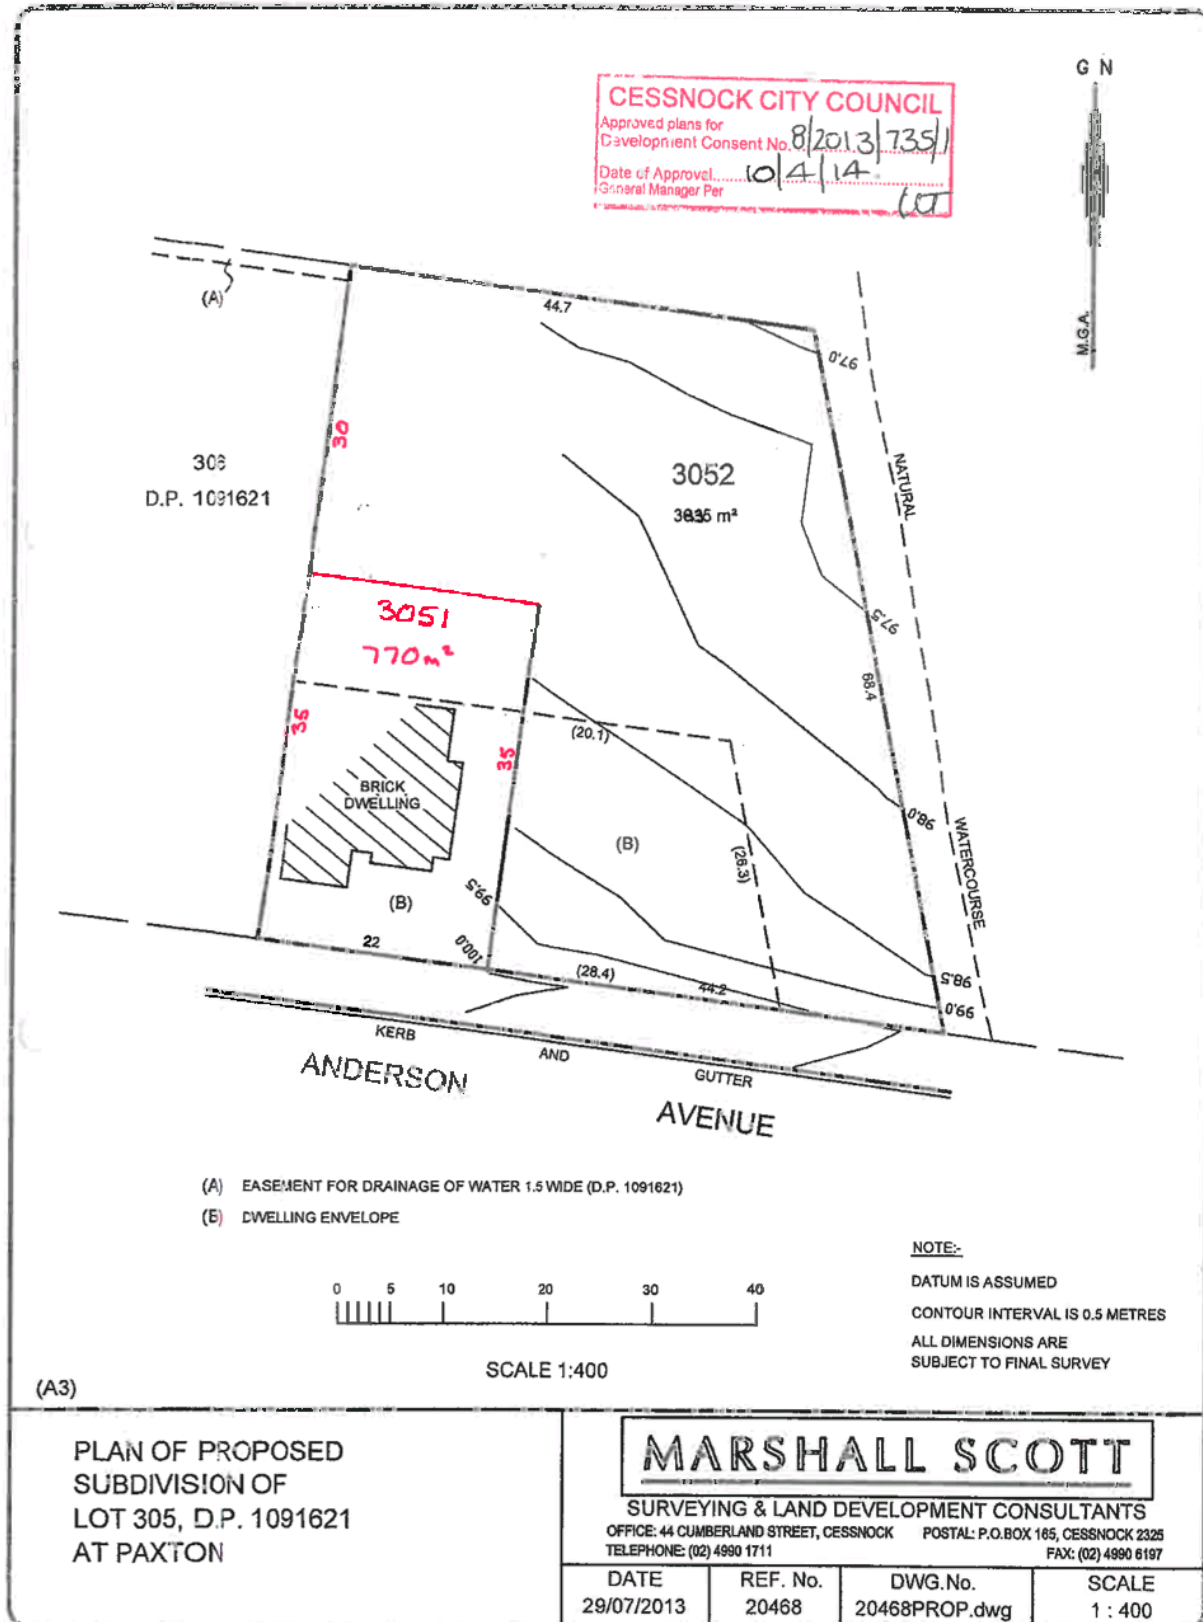 G N
M.G.A.
CESSNOCK CITY COUNCIL
Approved plans for
Development Consent No. 8/2013/735/1
Date of Approval 10/4/14
General Manager Per
(A)
44.7
97.0
30
306
D.P. 1091621
3052
m²
NATURAL
WATERCOURSE
3051
770m²
97.5
68.4
35
35
(20.1)
BRICK
DWELLING
98.0
(B)
(26.3)
99.5
(B)
22
100.0
(28.4)
44.2
98.5
99.0
KERB
AND
GUTTER
ANDERSON
AVENUE
(A) EASEMENT FOR DRAINAGE OF WATER 1.5 WIDE (D.P. 1091621)
(B) DWELLING ENVELOPE
NOTE:-
DATUM IS ASSUMED
CONTOUR INTERVAL IS 0.5 METRES
ALL DIMENSIONS ARE
SUBJECT TO FINAL SURVEY
0 5 10 20 30 40
SCALE 1:400
(A3)
PLAN OF PROPOSED
SUBDIVISION OF
LOT 305, D.P. 1091621
AT PAXTON
MARSHALL SCOTT
SURVEYING & LAND DEVELOPMENT CONSULTANTS
OFFICE: 44 CUMBERLAND STREET, CESSNOCK POSTAL: P.O.BOX 165, CESSNOCK 2325
TELEPHONE: (02) 4990 1711 FAX: (02) 4990 6197
DATE REF. No. DWG.No. SCALE
29/07/2013 20468 20468PROP.dwg 1 : 400